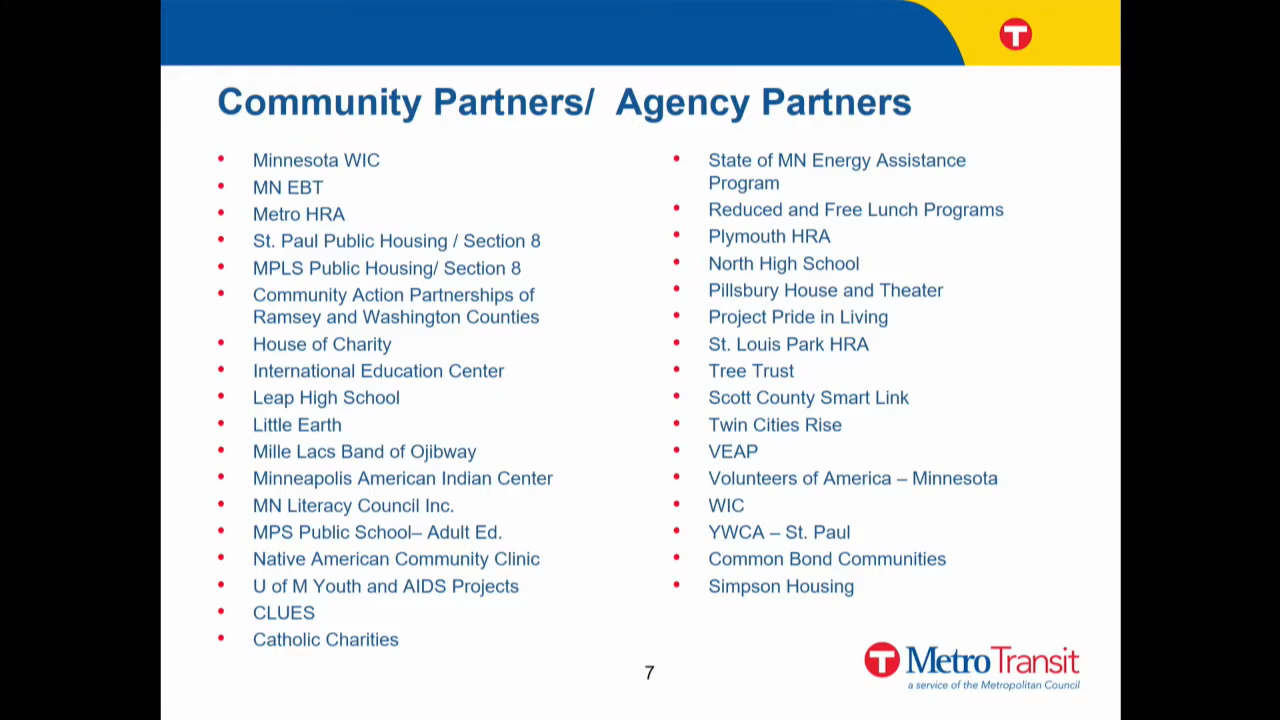 Community Partners/ Agency Partners
• Minnesota WIC
• MN EBT
• Metro HRA
• St. Paul Public Housing / Section 8
• MPLS Public Housing/ Section 8
• Community Action Partnerships of
Ramsey and Washington Counties
• House of Charity
• International Education Center
• Leap High School
• Little Earth
• Mille Lacs Band of Ojibway
• Minneapolis American Indian Center
• MN Literacy Council Inc.
• MPS Public School– Adult Ed.
• Native American Community Clinic
• U of M Youth and AIDS Projects
• CLUES
• Catholic Charities
• State of MN Energy Assistance
Program
• Reduced and Free Lunch Programs
• Plymouth HRA
• North High School
• Pillsbury House and Theater
• Project Pride in Living
• St. Louis Park HRA
• Tree Trust
• Scott County Smart Link
• Twin Cities Rise
• VEAP
• Volunteers of America – Minnesota
• WIC
• YWCA – St. Paul
• Common Bond Communities
• Simpson Housing
7
T MetroTransit
a service of the Metropolitan Council
T